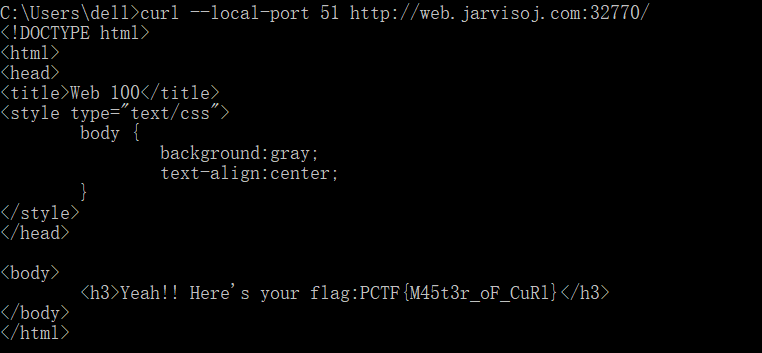 C:\Users\dell>curl --local-port 51 http://web.jarvisoj.com:32770/
<!DOCTYPE html>
<html>
<head>
<title>Web 100</title>
<style type="text/css">
        body {
                background:gray;
                text-align:center;
        }
</style>
</head>

<body>
        <h3>Yeah!! Here's your flag:PCTF{M45t3r_oF_CuRl}</h3>
</body>
</html>